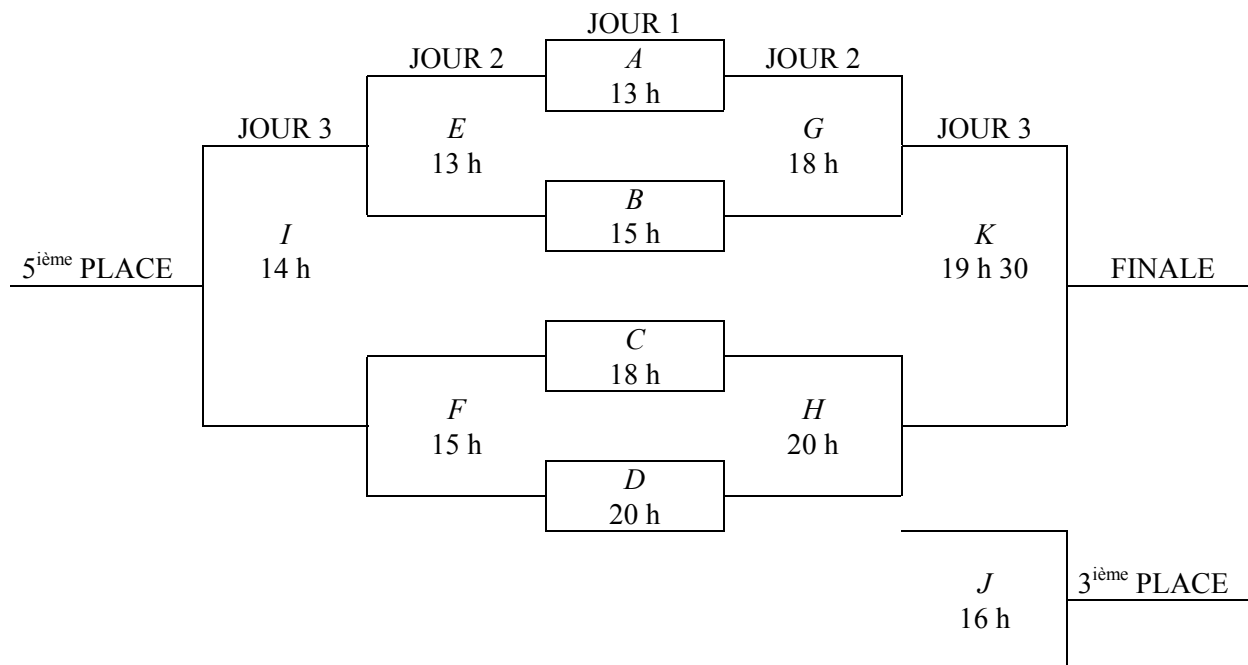 JOUR 1
JOUR 2
A
JOUR 2
13 h
JOUR 3
E
G
JOUR 3
13 h
18 h
B
I
15 h
K
5ième PLACE
14 h
19 h 30
FINALE
C
18 h
F
H
15 h
20 h
D
20 h
J
3ième PLACE
16 h